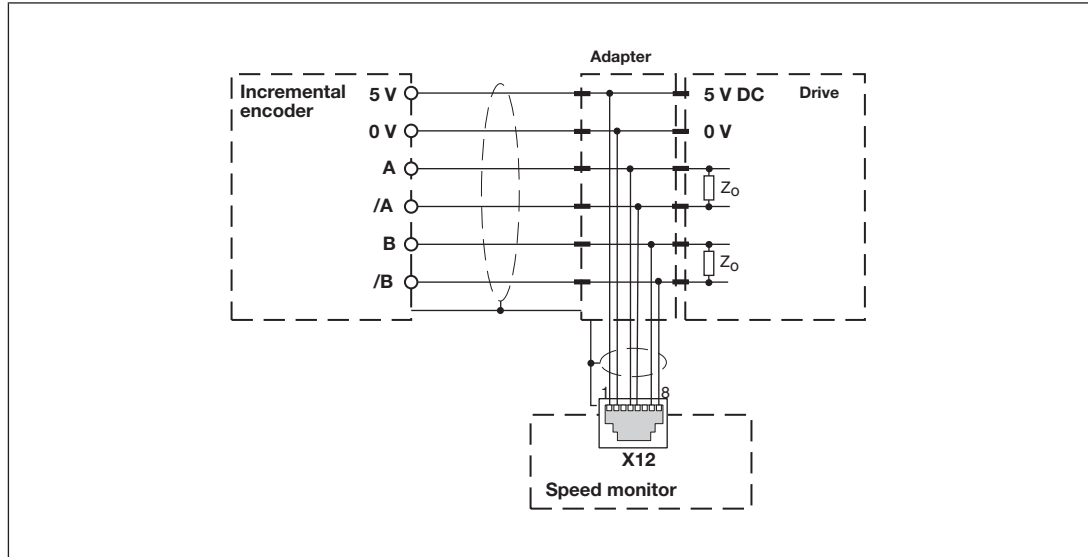 Adapter
Incremental
encoder
5 V
0 V
A
/A
B
/B
5 V DC
Drive
0 V
Z0
Z0
1
8
X12
Speed monitor